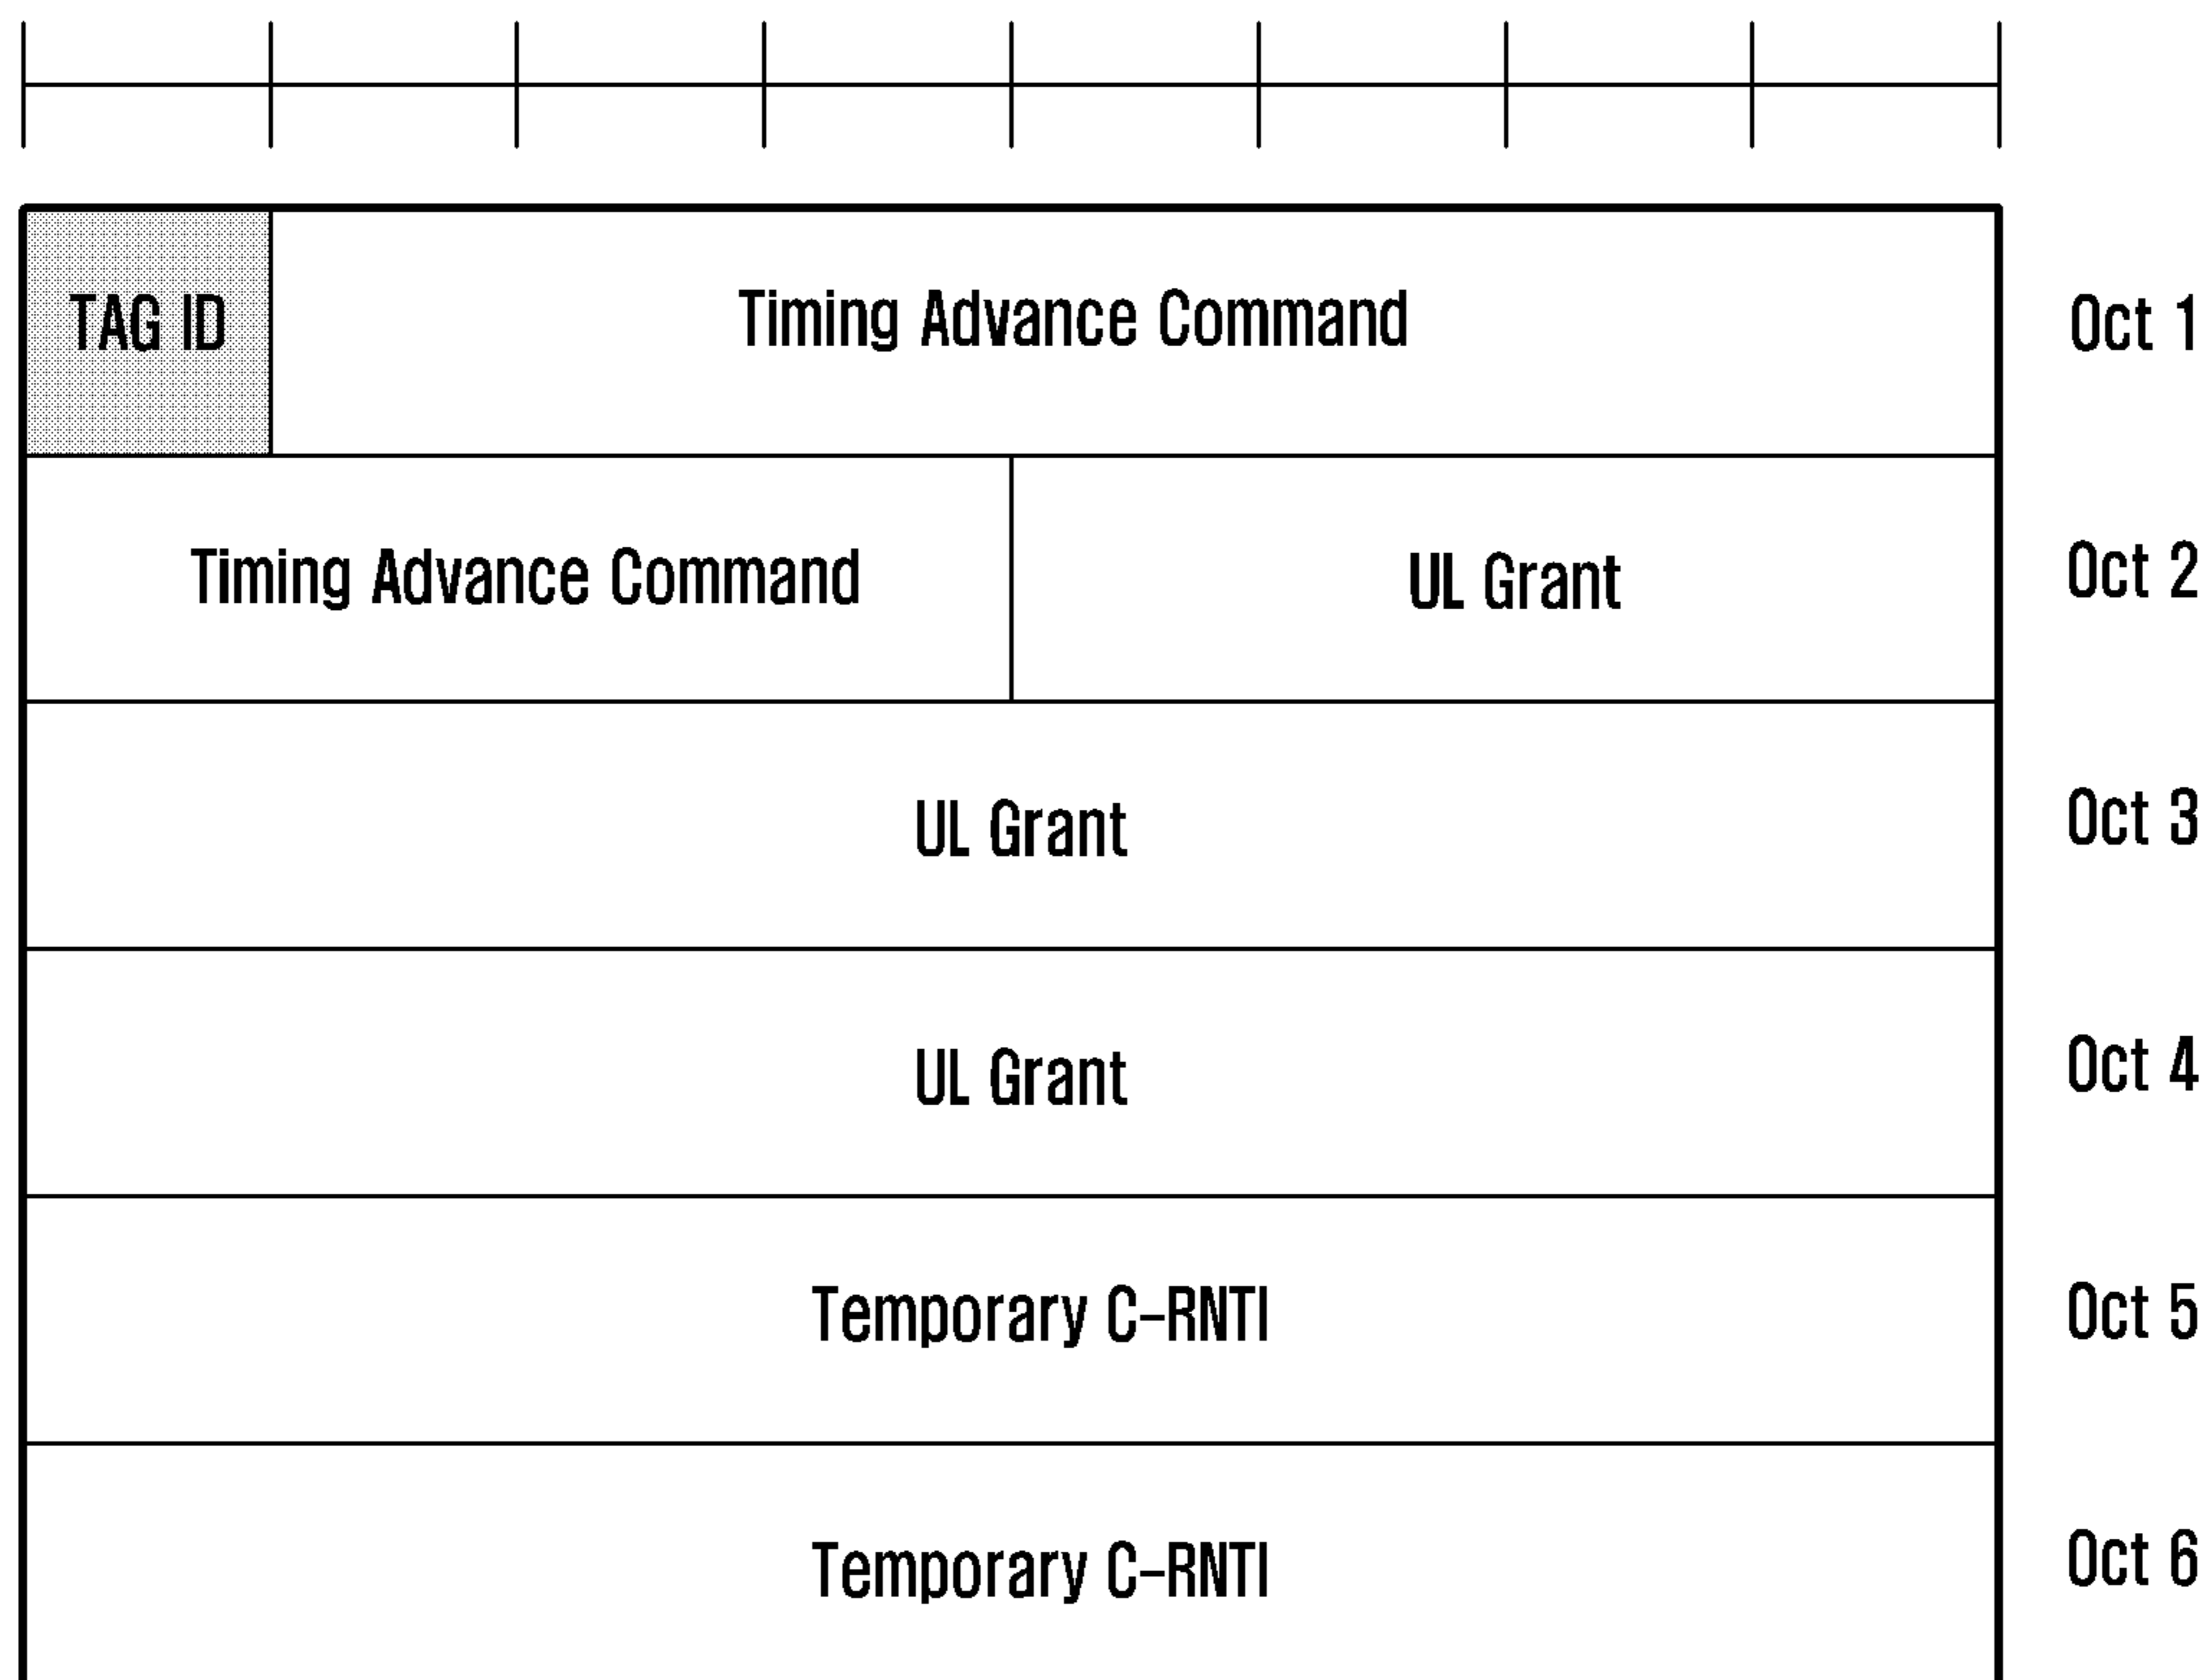 TAG ID Timing Advance Command Oct 1
Timing Advance Command UL Grant Oct 2
UL Grant Oct 3
UL Grant Oct 4
Temporary C-RNTI Oct 5
Temporary C-RNTI Oct 6